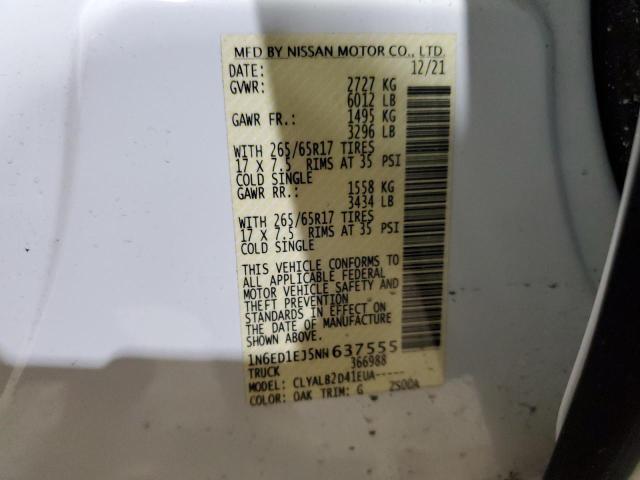 MFD BY NISSAN MOTOR CO., LTD.
DATE: 12/21
GVWR: 2727 KG
6012 LB
GAWR FR.: 1495 KG
3296 LB
WITH 265/65R17 TIRES
17 X 7.5 RIMS AT 35 PSI
COLD SINGLE
GAWR RR.: 1558 KG
3434 LB
WITH 265/65R17 TIRES
17 X 7.5 RIMS AT 35 PSI
COLD SINGLE
THIS VEHICLE CONFORMS TO
ALL APPLICABLE FEDERAL
MOTOR VEHICLE SAFETY AND
THEFT PREVENTION
STANDARDS IN EFFECT ON
THE DATE OF MANUFACTURE
SHOWN ABOVE.
1N6ED1EJ5NN637555
TRUCK 366988
MODEL: CLYALB2D41EUA-----
COLOR: QAK TRIM: G 2S00A